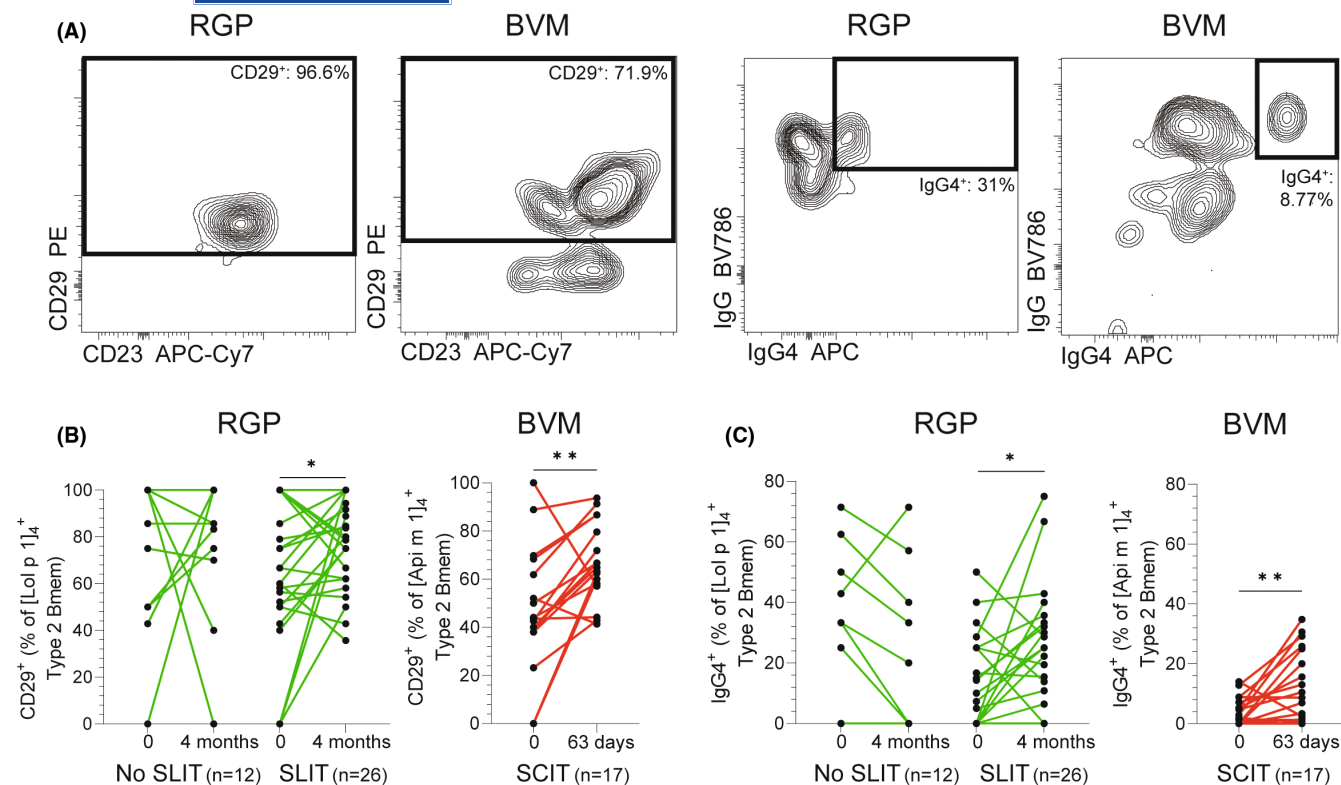 (A)
RGP
BVM
RGP
BVM
CD29⁺: 96.6%
CD29 PE
CD23 APC-Cy7
CD29⁺: 71.9%
CD29 PE
CD23 APC-Cy7
IgG4⁺: 31%
IgG BV786
IgG4 APC
IgG4⁺:
8.77%
IgG BV786
IgG4 APC
(B)
RGP
BVM
CD29⁺ (% of [Lol p 1]₄⁺
Type 2 Bmem)
100
80
60
40
20
0
*
0 4 months 0 4 months
No SLIT (n=12) SLIT (n=26)
CD29⁺ (% of [Api m 1]₄⁺
Type 2 Bmem)
100
80
60
40
20
0
**
0 63 days
SCIT (n=17)
(C)
RGP
BVM
IgG4⁺ (% of [Lol p 1]₄⁺
Type 2 Bmem)
80
60
40
20
0
*
0 4 months 0 4 months
No SLIT (n=12) SLIT (n=26)
IgG4⁺ (% of [Api m 1]₄⁺
Type 2 Bmem)
80
60
40
20
0
**
0 63 days
SCIT (n=17)